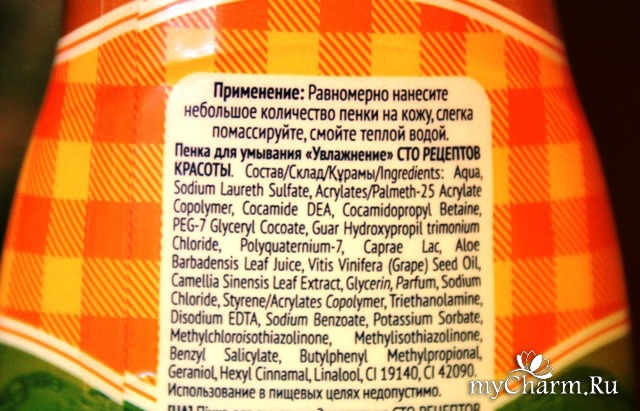 Применение: Равномерно нанесите
небольшое количество пенки на кожу, слегка
помассируйте, смойте теплой водой.
Пенка для умывания «Увлажнение» СТО РЕЦЕПТОВ
КРАСОТЫ. Состав/Склад/Құрамы/Ingredients: Aqua,
Sodium Laureth Sulfate, Acrylates/Palmeth-25 Acrylate
Copolymer, Cocamide DEA, Cocamidopropyl Betaine,
PEG-7 Glyceryl Cocoate, Guar Hydroxypropil trimonium
Chloride, Polyquaternium-7, Caprae Lac, Aloe
Barbadensis Leaf Juice, Vitis Vinifera (Grape) Seed Oil,
Camellia Sinensis Leaf Extract, Glycerin, Parfum, Sodium
Chloride, Styrene/Acrylates Copolymer, Triethanolamine,
Disodium EDTA, Sodium Benzoate, Potassium Sorbate,
Methylchloroisothiazolinone, Methylisothiazolinone,
Benzyl Salicylate, Butylphenyl Methylpropional,
Geraniol, Hexyl Cinnamal, Linalool, CI 19140, CI 42090.
Использование в пищевых целях недопустимо.
СТО РЕЦЕПТОВ
myCharm.Ru